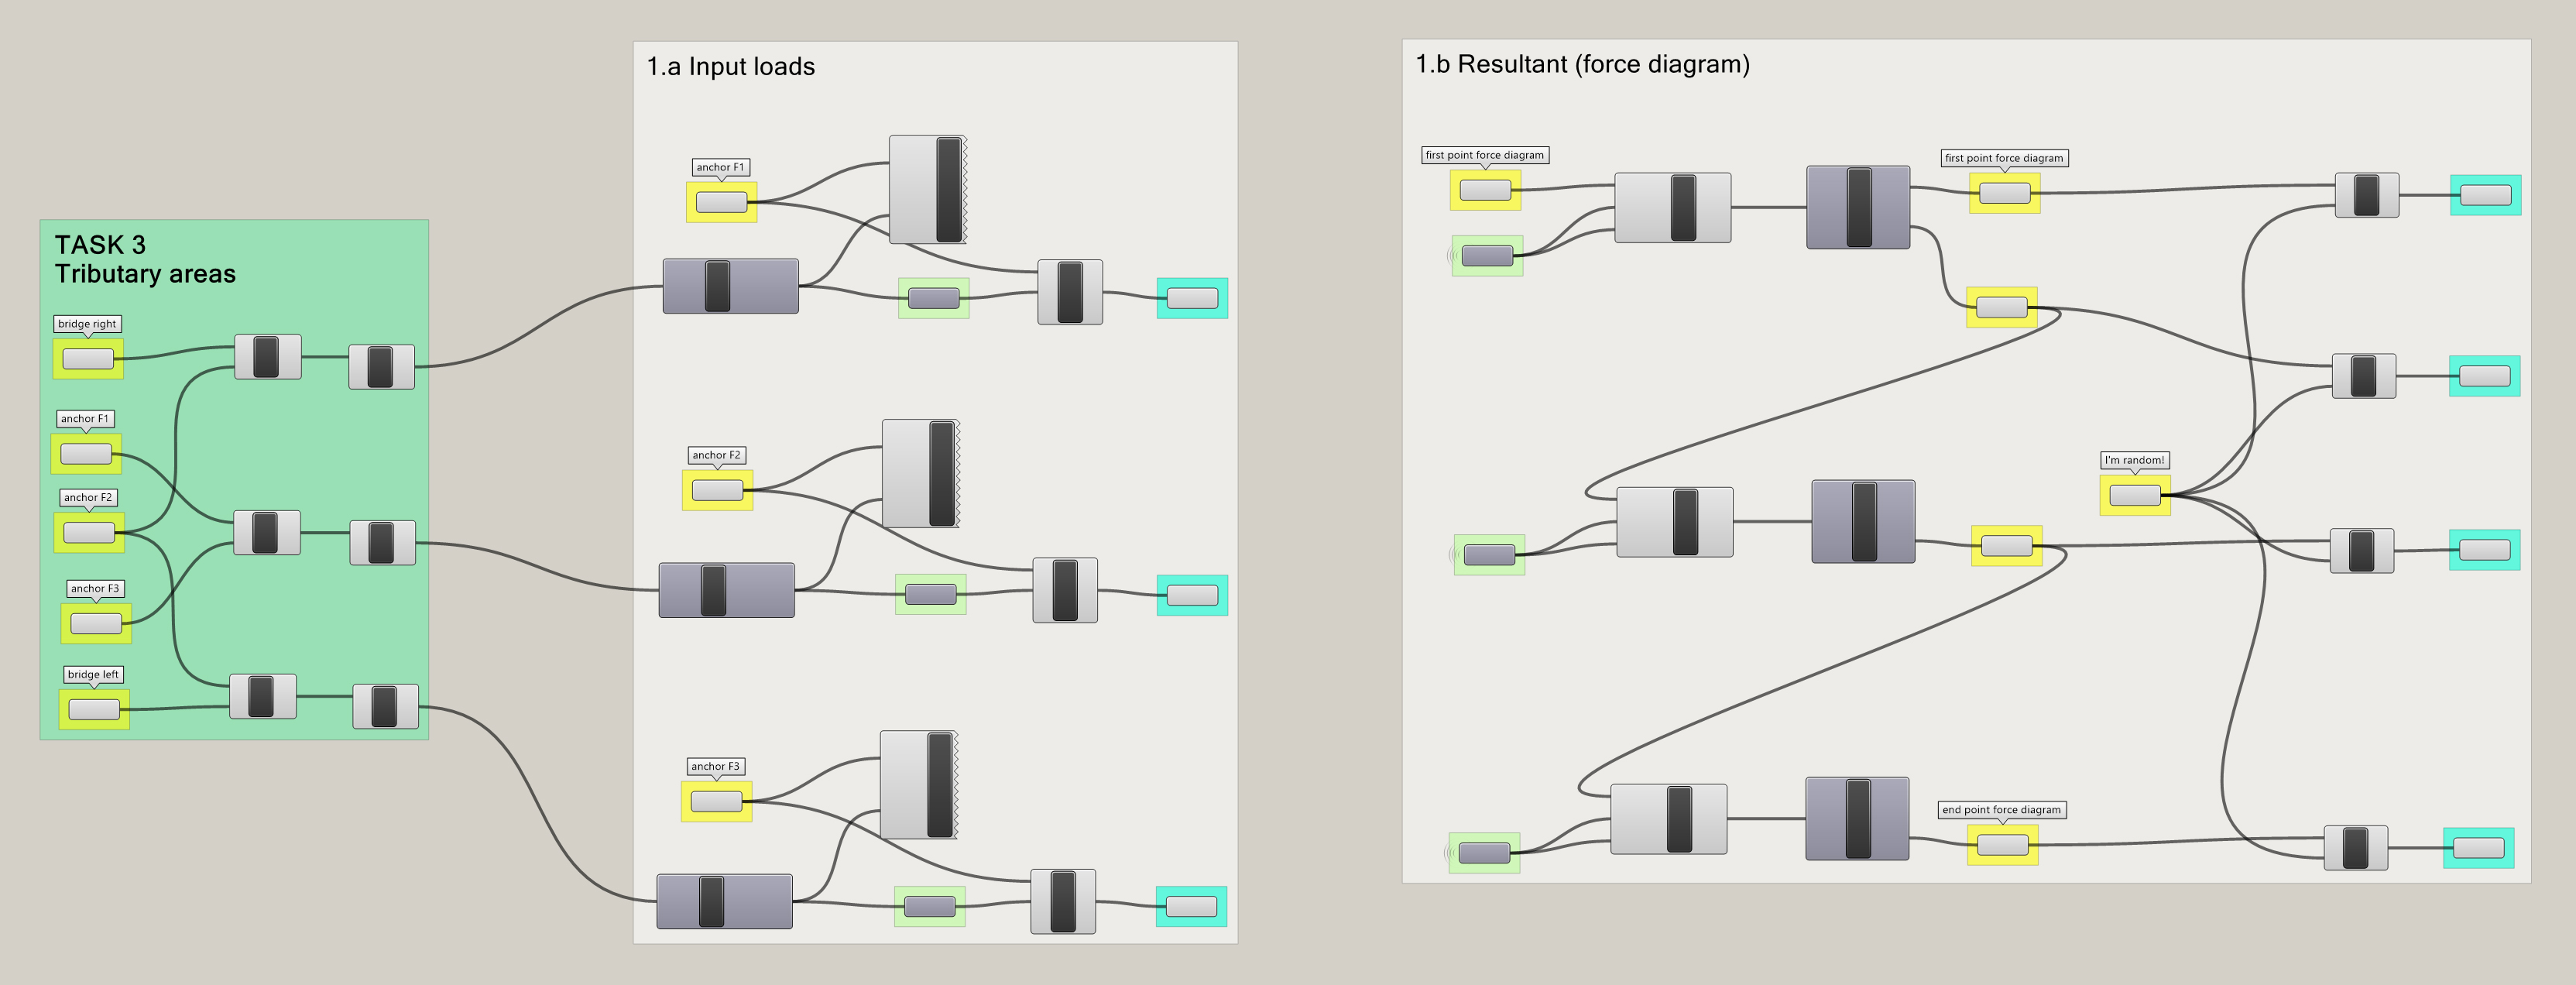 TASK 3
Tributary areas
bridge right
anchor F1
anchor F2
anchor F3
bridge left
1.a Input loads
anchor F1
anchor F2
anchor F3
1.b Resultant (force diagram)
first point force diagram
first point force diagram
I'm random!
end point force diagram